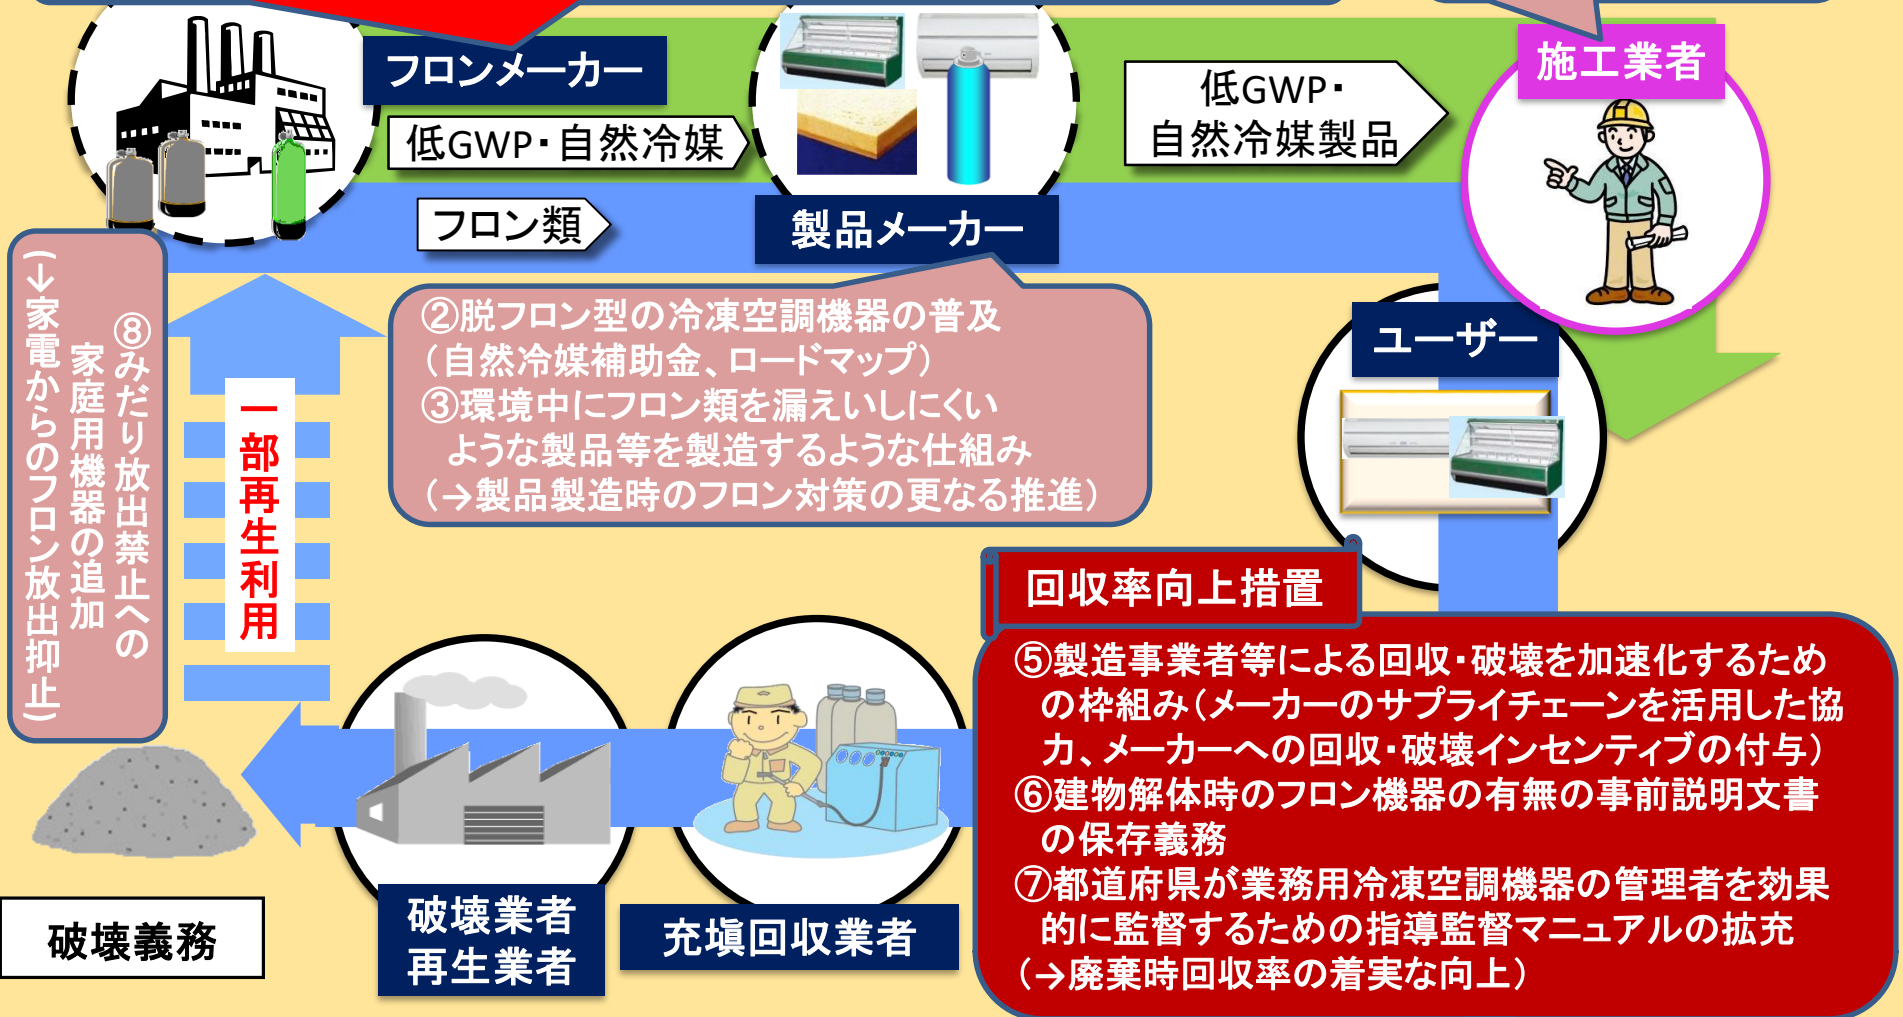 フロンメーカー
低GWP・自然冷媒
フロン類
製品メーカー
低GWP・
自然冷媒製品
施工業者
ユーザー
②脱フロン型の冷凍空調機器の普及
（自然冷媒補助金、ロードマップ）
③環境中にフロン類を漏えいしにくい
ような製品等を製造するような仕組み
（→製品製造時のフロン対策の更なる推進）
⑧みだり放出禁止への
家庭用機器の追加
（→家電からのフロン放出抑止）
一部再生利用
回収率向上措置
⑤製造事業者等による回収・破壊を加速化するため
の枠組み（メーカーのサプライチェーンを活用した協
力、メーカーへの回収・破壊インセンティブの付与）
⑥建物解体時のフロン機器の有無の事前説明文書
の保存義務
⑦都道府県が業務用冷凍空調機器の管理者を効果
的に監督するための指導監督マニュアルの拡充
（→廃棄時回収率の着実な向上）
充塡回収業者
破壊業者
再生業者
破壊義務